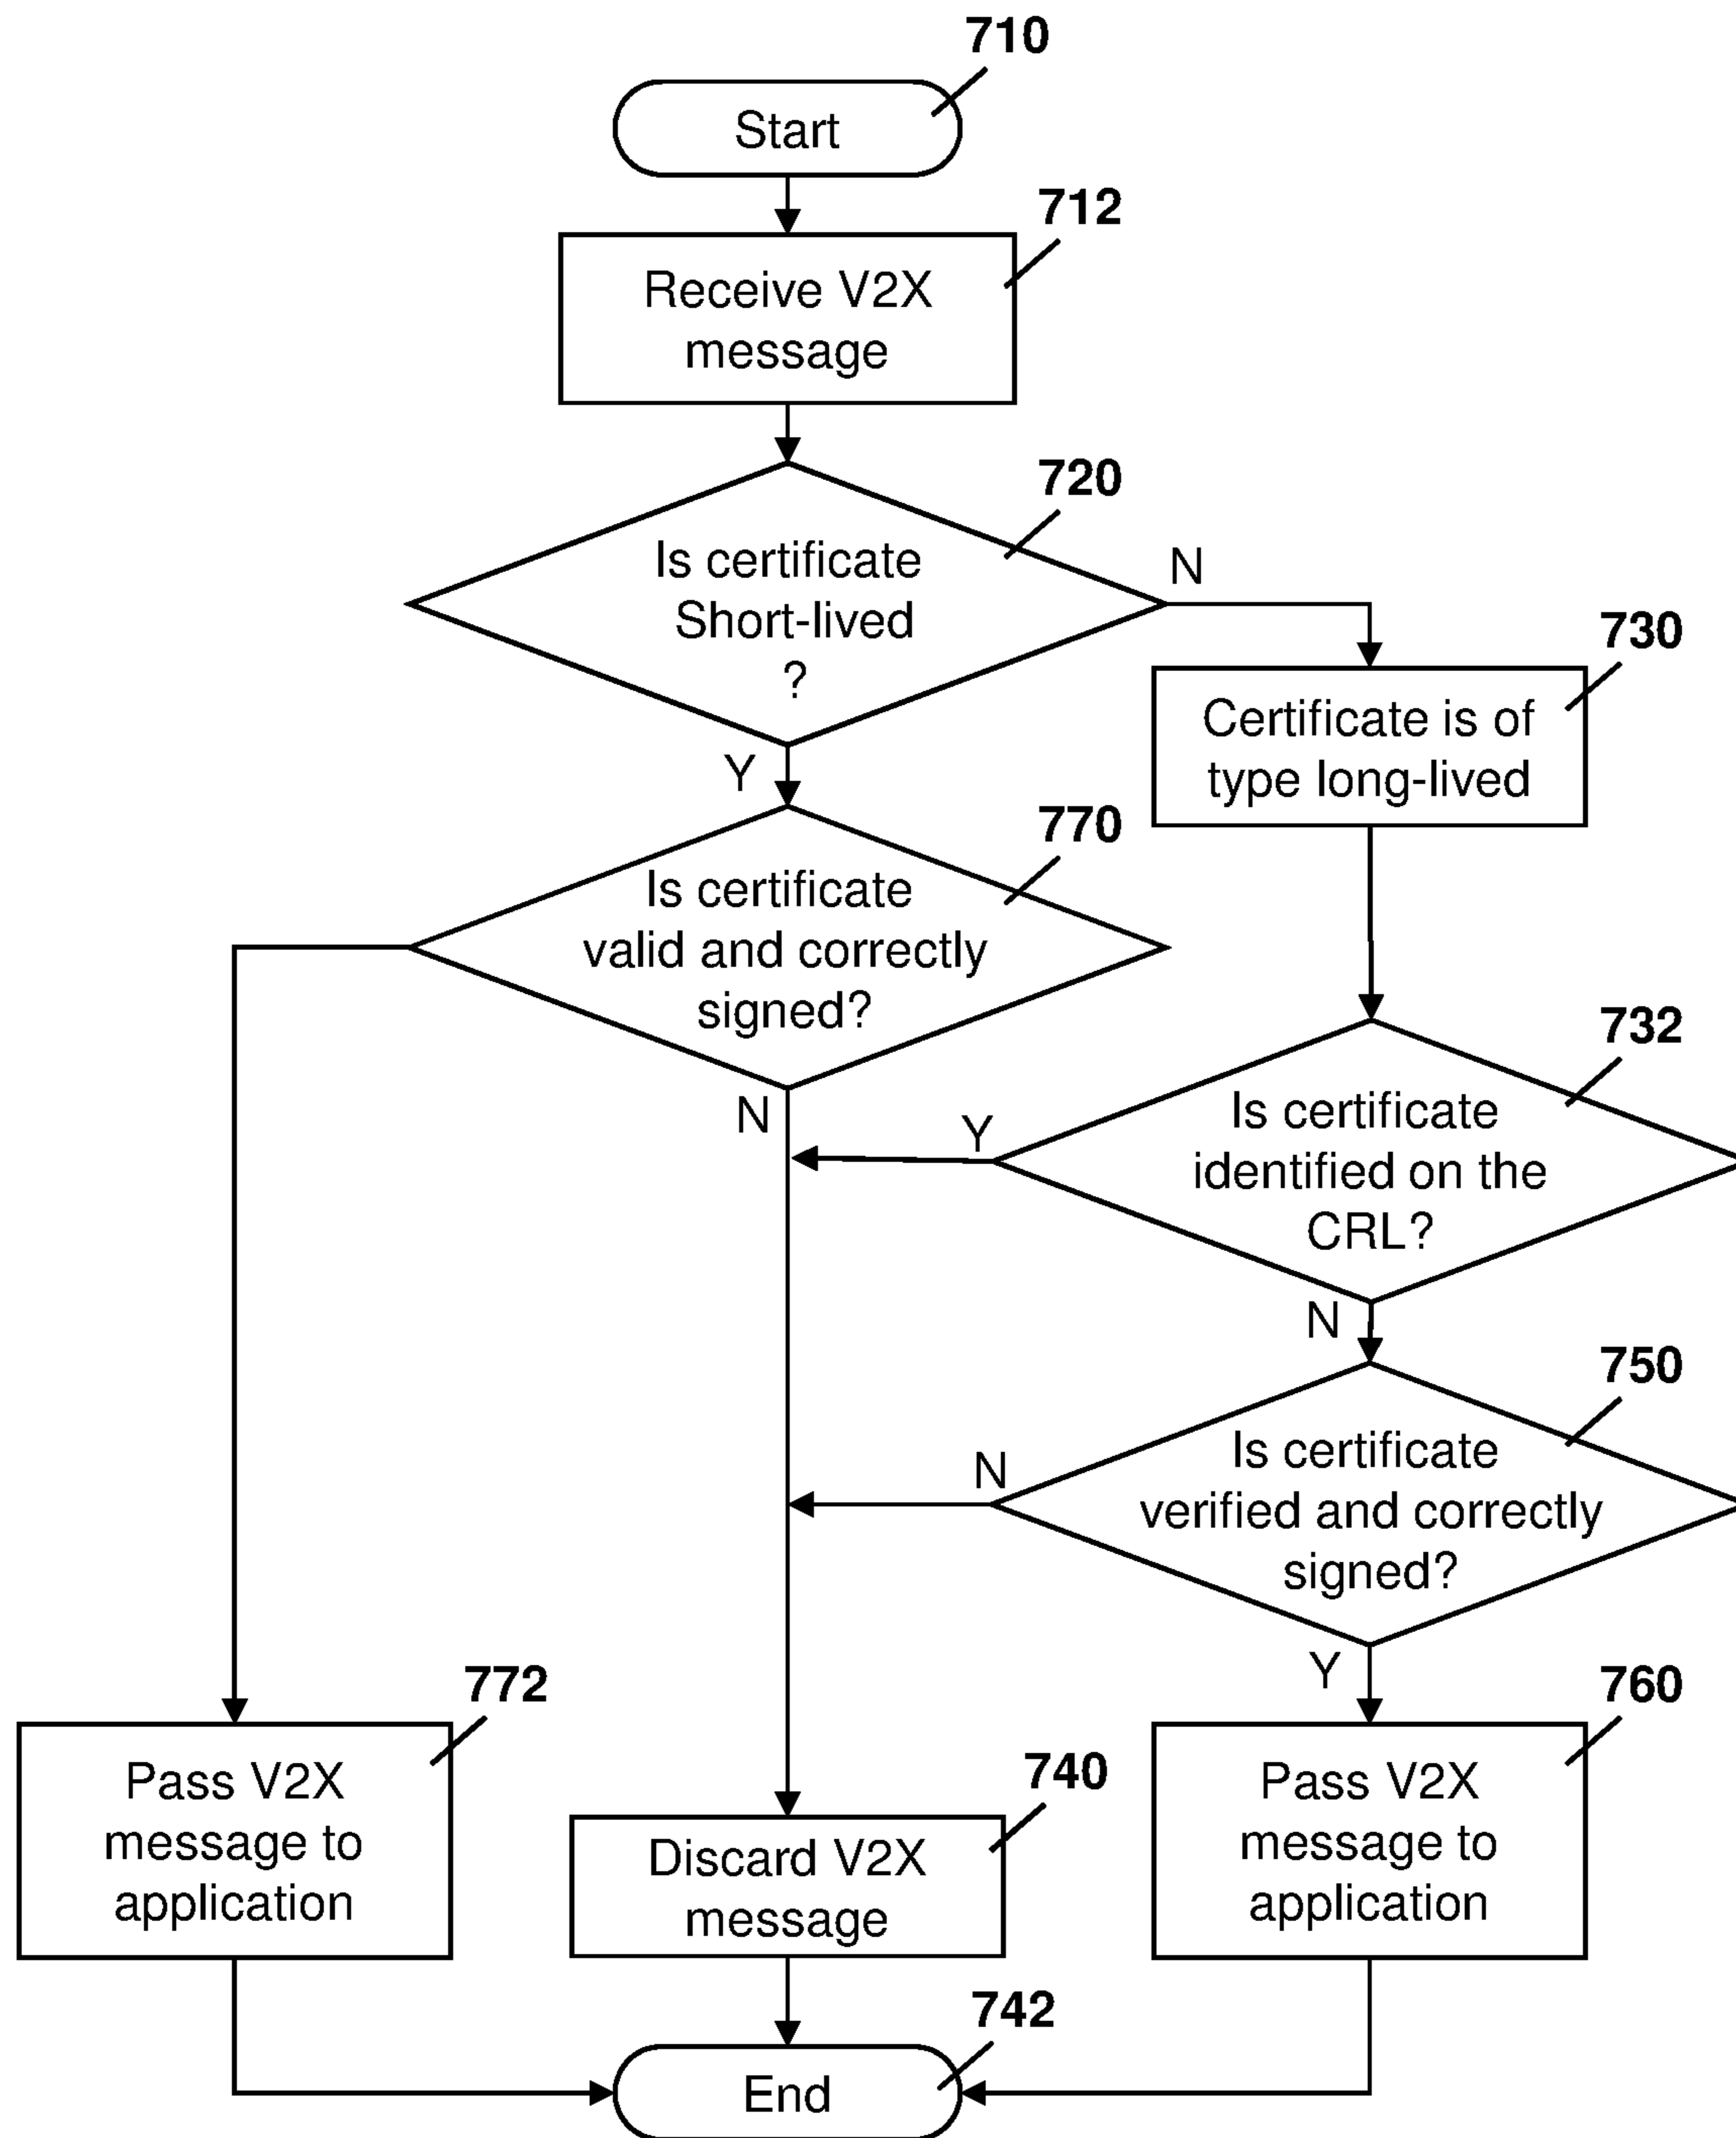 710
Start
712
Receive V2X
message
720
Is certificate
Short-lived
?
N
Y
730
Certificate is of
type long-lived
770
Is certificate
valid and correctly
signed?
N
732
Is certificate
identified on the
CRL?
Y
N
750
Is certificate
verified and correctly
signed?
N
Y
772
Pass V2X
message to
application
740
Discard V2X
message
760
Pass V2X
message to
application
742
End